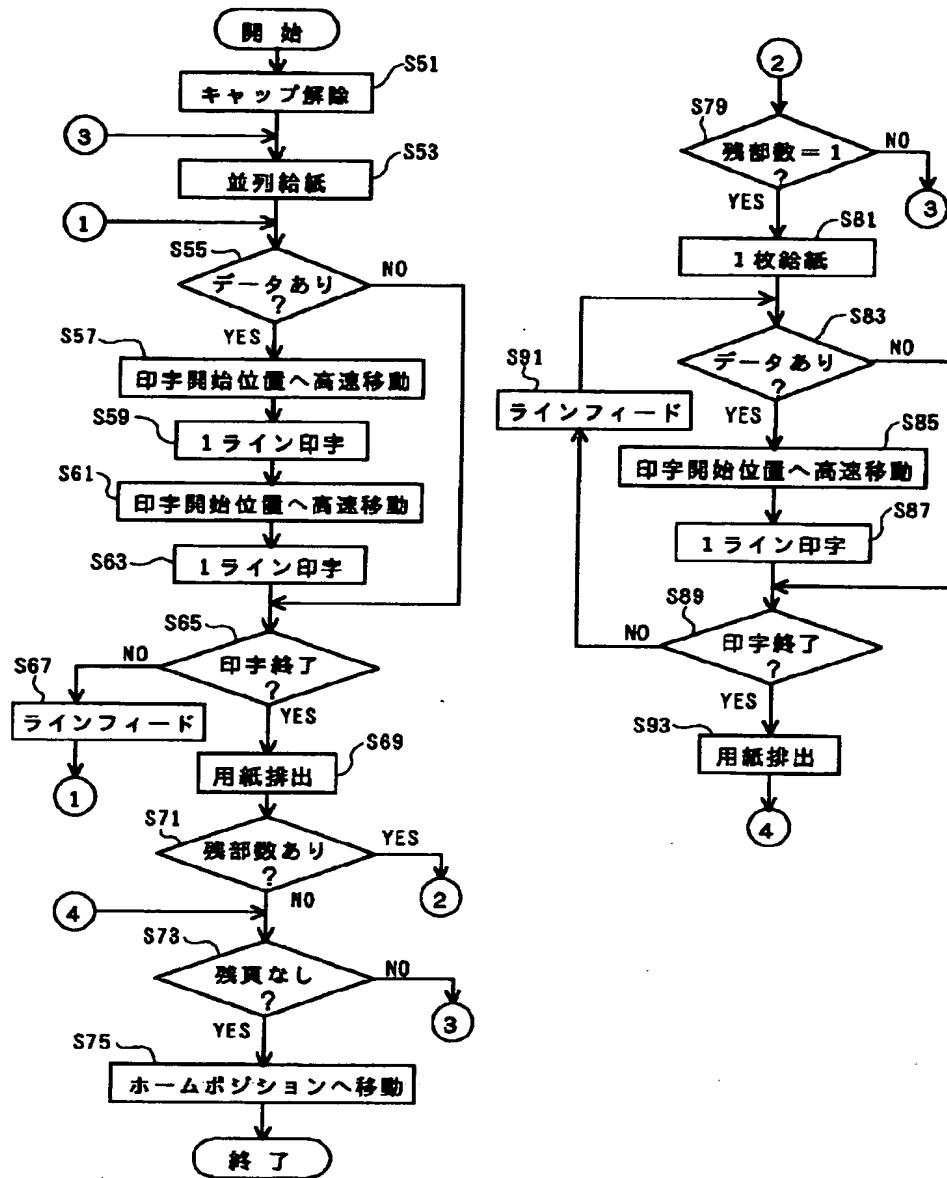 開始
S51
キャップ解除
3
S53
並列給紙
1
S55
データあり
?
NO
YES
S57
印字開始位置へ高速移動
S59
1ライン印字
S61
印字開始位置へ高速移動
S63
1ライン印字
S65
印字終了
?
NO
YES
S67
ラインフィード
1
S69
用紙排出
S71
残部数あり
?
YES
2
NO
4
S73
残頁なし
?
NO
3
YES
S75
ホームポジションへ移動
終了
2
S79
残部数=1
?
NO
3
YES
S81
1枚給紙
S83
データあり
?
NO
YES
S91
ラインフィード
S85
印字開始位置へ高速移動
S87
1ライン印字
S89
印字終了
?
NO
YES
S93
用紙排出
4